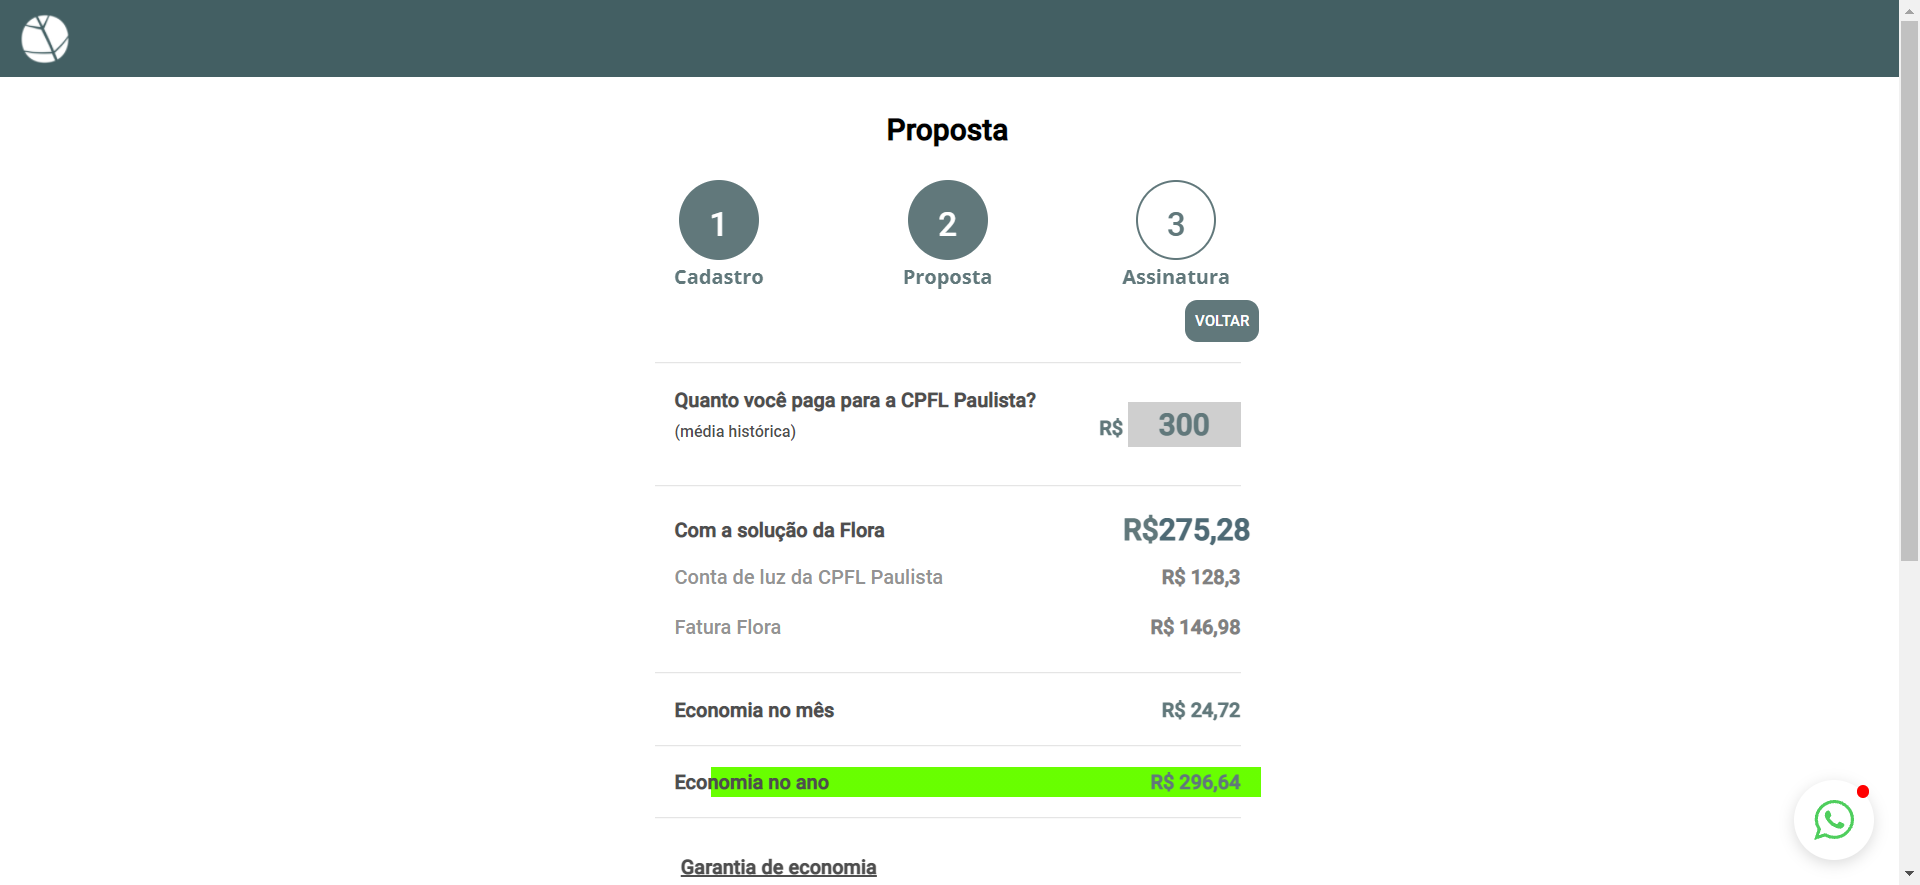 Proposta
1
2
3
Cadastro
Proposta
Assinatura
VOLTAR
Quanto você paga para a CPFL Paulista?
(média histórica)
R$ 300
Com a solução da Flora R$275,28
Conta de luz da CPFL Paulista R$ 128,3
Fatura Flora R$ 146,98
Economia no mês R$ 24,72
Economia no ano R$ 296,64
Garantia de economia